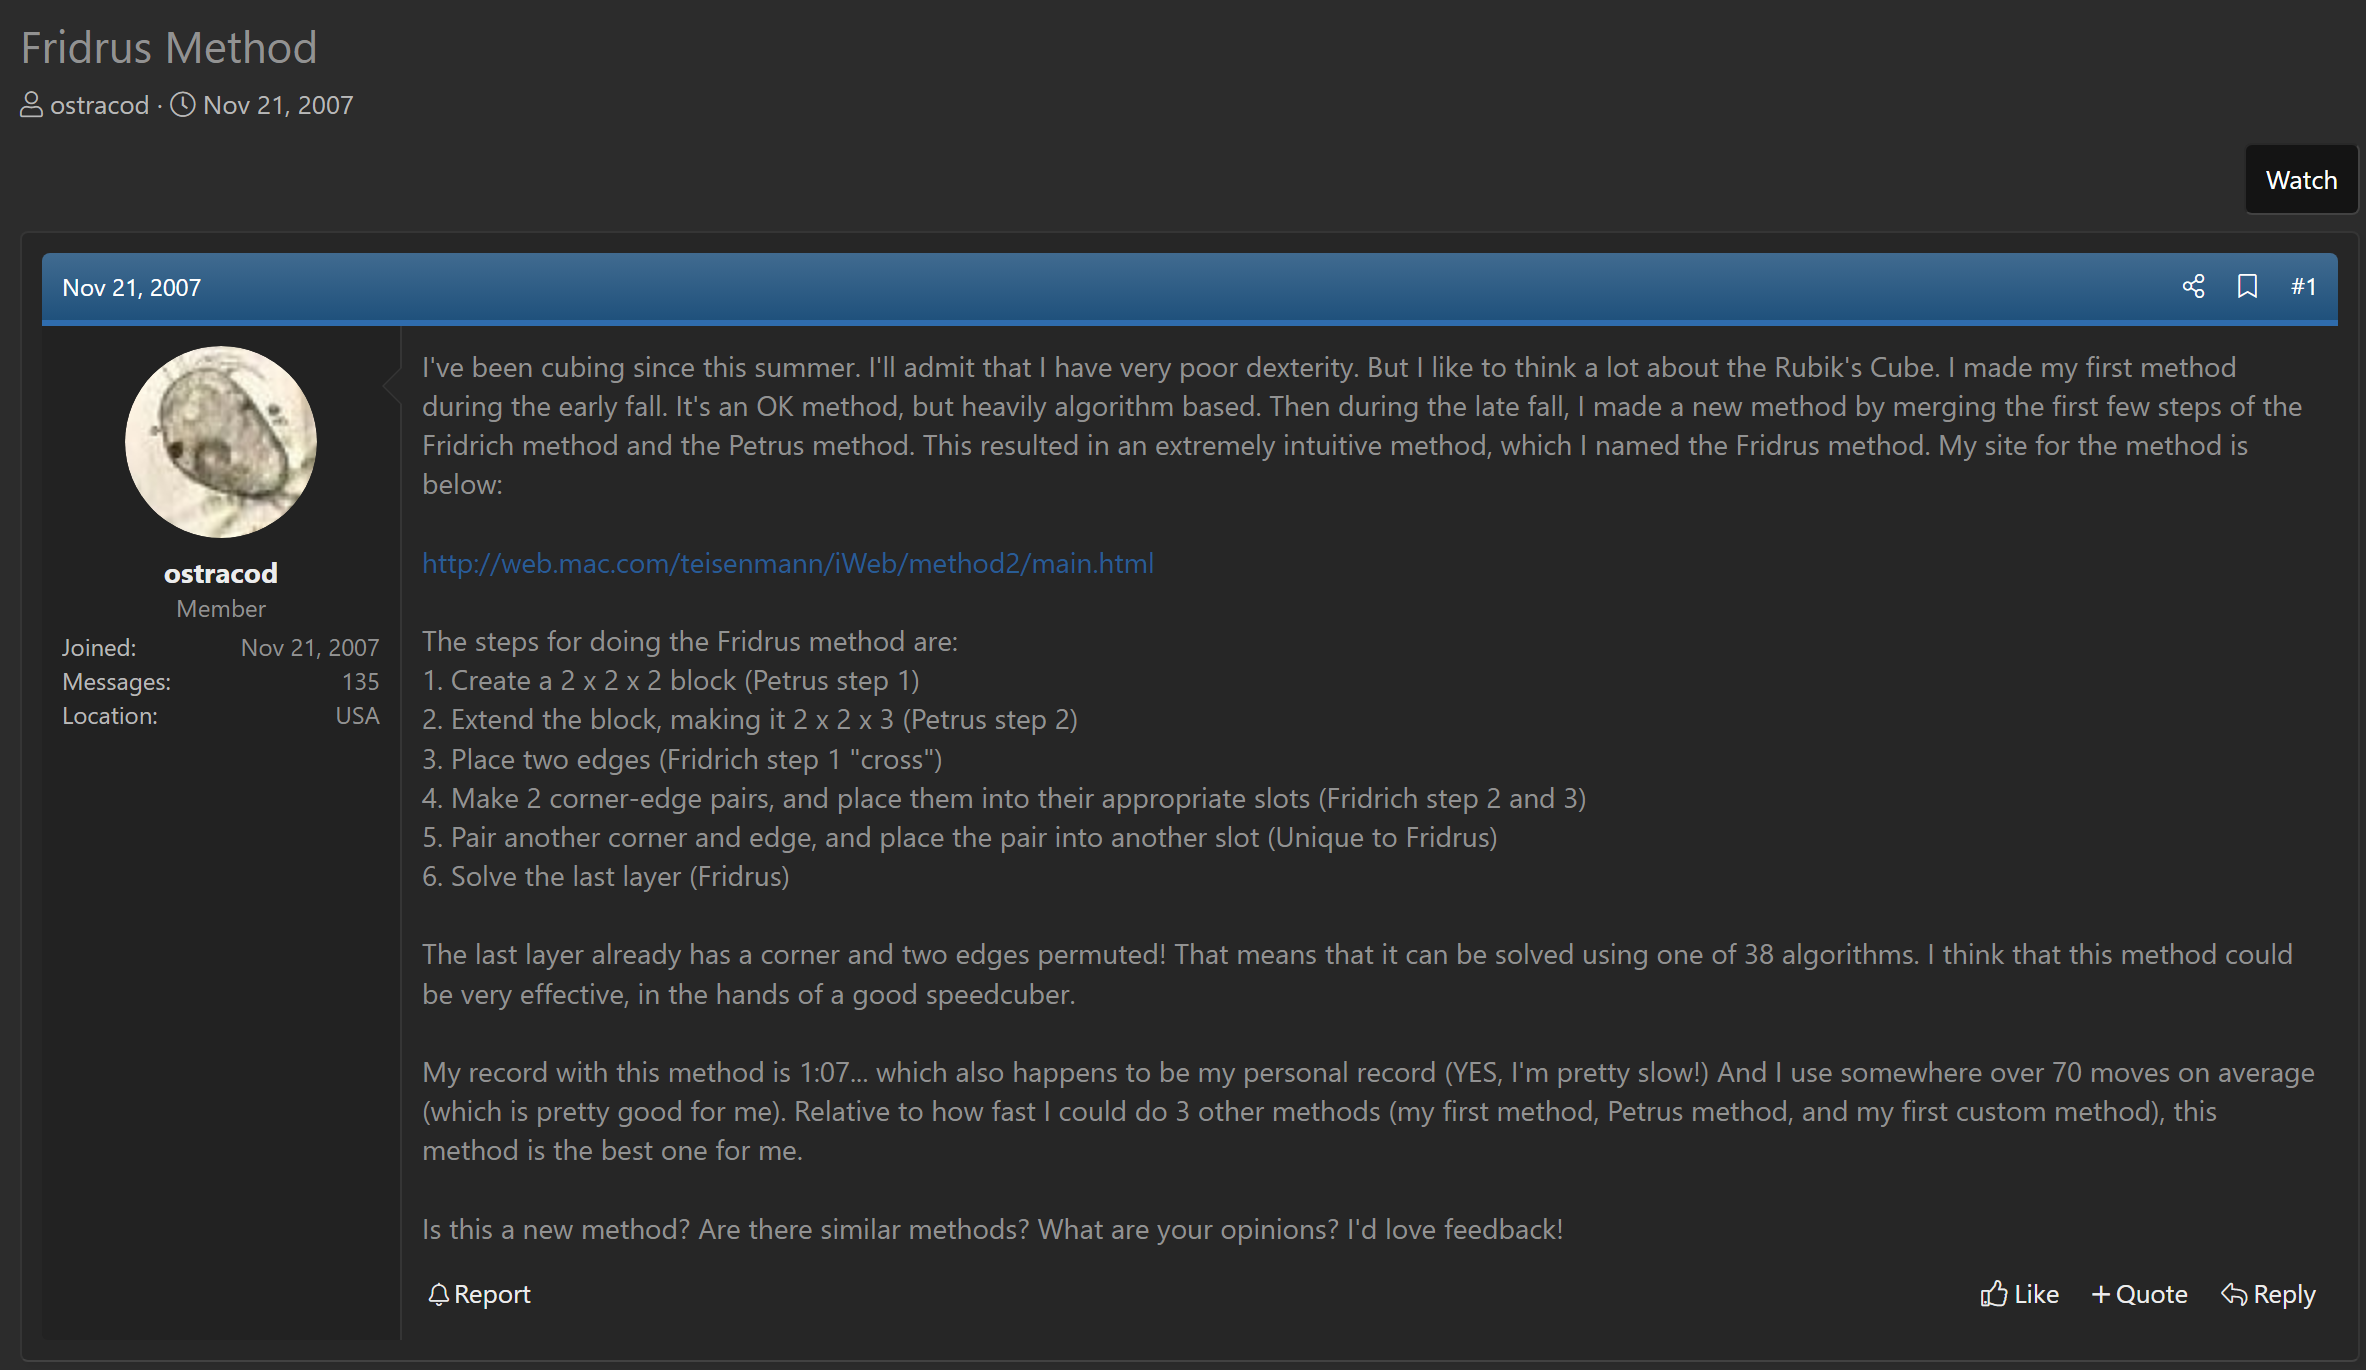 Fridrus Method
ostracod · Nov 21, 2007
Watch
Nov 21, 2007
#1
ostracod
Member
Joined: Nov 21, 2007
Messages: 135
Location: USA
I've been cubing since this summer. I'll admit that I have very poor dexterity. But I like to think a lot about the Rubik's Cube. I made my first method
during the early fall. It's an OK method, but heavily algorithm based. Then during the late fall, I made a new method by merging the first few steps of the
Fridrich method and the Petrus method. This resulted in an extremely intuitive method, which I named the Fridrus method. My site for the method is
below:
http://web.mac.com/teisenmann/iWeb/method2/main.html
The steps for doing the Fridrus method are:
1. Create a 2 x 2 x 2 block (Petrus step 1)
2. Extend the block, making it 2 x 2 x 3 (Petrus step 2)
3. Place two edges (Fridrich step 1 "cross")
4. Make 2 corner-edge pairs, and place them into their appropriate slots (Fridrich step 2 and 3)
5. Pair another corner and edge, and place the pair into another slot (Unique to Fridrus)
6. Solve the last layer (Fridrus)
The last layer already has a corner and two edges permuted! That means that it can be solved using one of 38 algorithms. I think that this method could
be very effective, in the hands of a good speedcuber.
My record with this method is 1:07... which also happens to be my personal record (YES, I'm pretty slow!) And I use somewhere over 70 moves on average
(which is pretty good for me). Relative to how fast I could do 3 other methods (my first method, Petrus method, and my first custom method), this
method is the best one for me.
Is this a new method? Are there similar methods? What are your opinions? I'd love feedback!
Report
Like
+ Quote
Reply